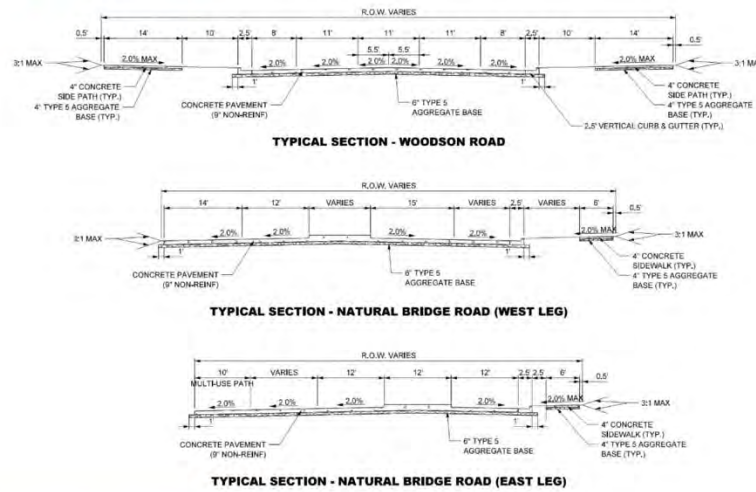 R.O.W. VARIES
0.5' 14' 10' 2.5' 8' 11' 11' 11' 8' 2.5' 10' 14' 0.5'
5.5' 5.5'
3:1 MAX 2.0% MAX 2.0% 2.0% 2.0% 2.0% 2.0% 2.0% 2.0% MAX 3:1 MAX
1' 1'
4" CONCRETE
SIDE PATH (TYP.)
4" TYPE 5 AGGREGATE
BASE (TYP.)
CONCRETE PAVEMENT
(9" NON-REINF)
6" TYPE 5
AGGREGATE BASE
4" CONCRETE
SIDE PATH (TYP.)
4" TYPE 5 AGGREGATE
BASE (TYP.)
2.5' VERTICAL CURB & GUTTER (TYP.)
TYPICAL SECTION - WOODSON ROAD
R.O.W. VARIES
14' 12' VARIES 15' VARIES 2.5' VARIES 6'
0.5'
3:1 MAX 2.0% 2.0% 2.0% 2.0% 2.0% MAX 3:1 MAX
1' 1'
CONCRETE PAVEMENT
(9" NON-REINF)
6" TYPE 5
AGGREGATE BASE
4" CONCRETE
SIDEWALK (TYP.)
4" TYPE 5 AGGREGATE
BASE (TYP.)
TYPICAL SECTION - NATURAL BRIDGE ROAD (WEST LEG)
R.O.W. VARIES
10' VARIES 12' 12' 12' 2.5' 2.5' 6'
0.5'
MULTI-USE PATH
2.0% 2.0% 2.0% 2.0% 2.0% MAX 3:1 MAX
1' 1'
CONCRETE PAVEMENT
(9" NON-REINF)
6" TYPE 5
AGGREGATE BASE
4" CONCRETE
SIDEWALK (TYP.)
4" TYPE 5 AGGREGATE
BASE (TYP.)
TYPICAL SECTION - NATURAL BRIDGE ROAD (EAST LEG)